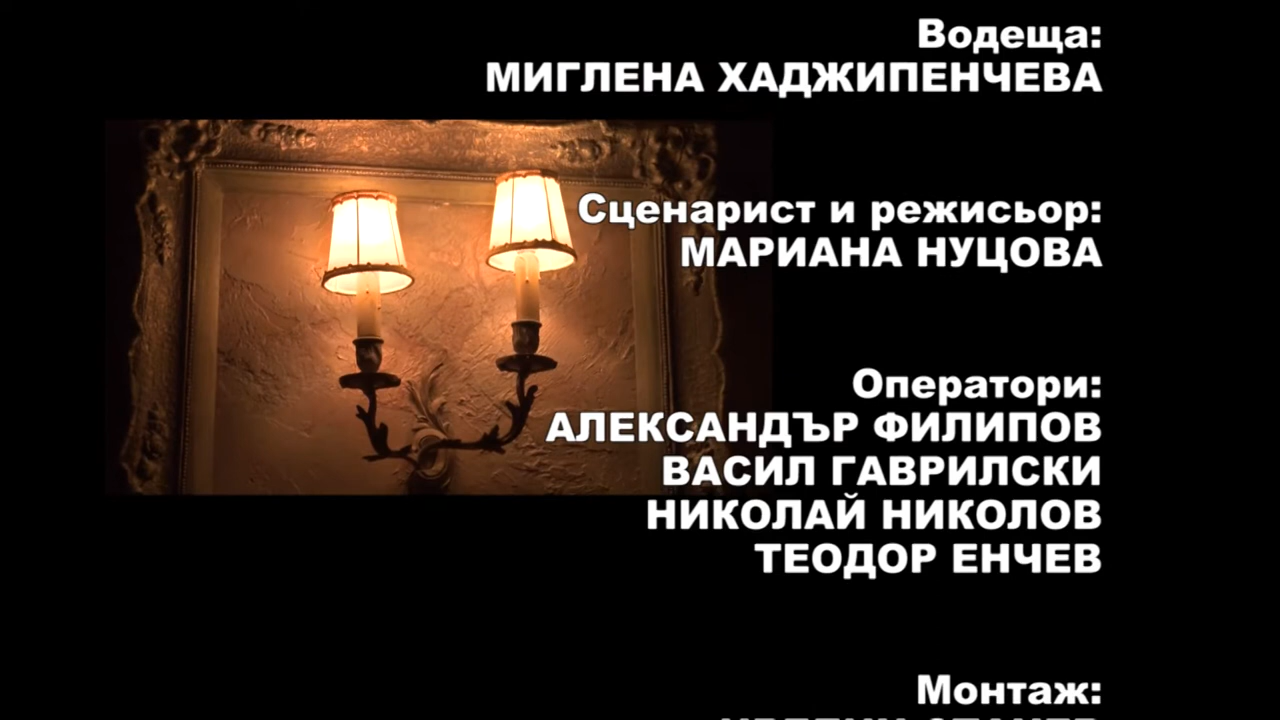 Водеща:
МИГЛЕНА ХАДЖИПЕНЧЕВА
Сценарист и режисьор:
МАРИАНА НУЦОВА
Оператори:
АЛЕКСАНДЪР ФИЛИПОВ
ВАСИЛ ГАВРИЛСКИ
НИКОЛАЙ НИКОЛОВ
ТЕОДОР ЕНЧЕВ
Монтаж: